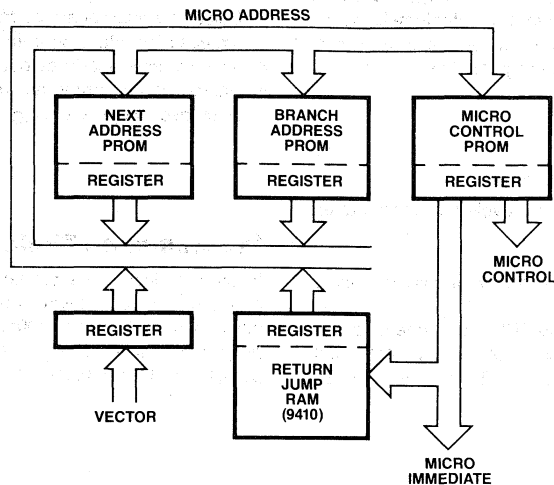 MICRO ADDRESS
NEXT
ADDRESS
PROM
REGISTER
BRANCH
ADDRESS
PROM
REGISTER
MICRO
CONTROL
PROM
REGISTER
MICRO
CONTROL
REGISTER
VECTOR
REGISTER
RETURN
JUMP
RAM
(9410)
MICRO
IMMEDIATE